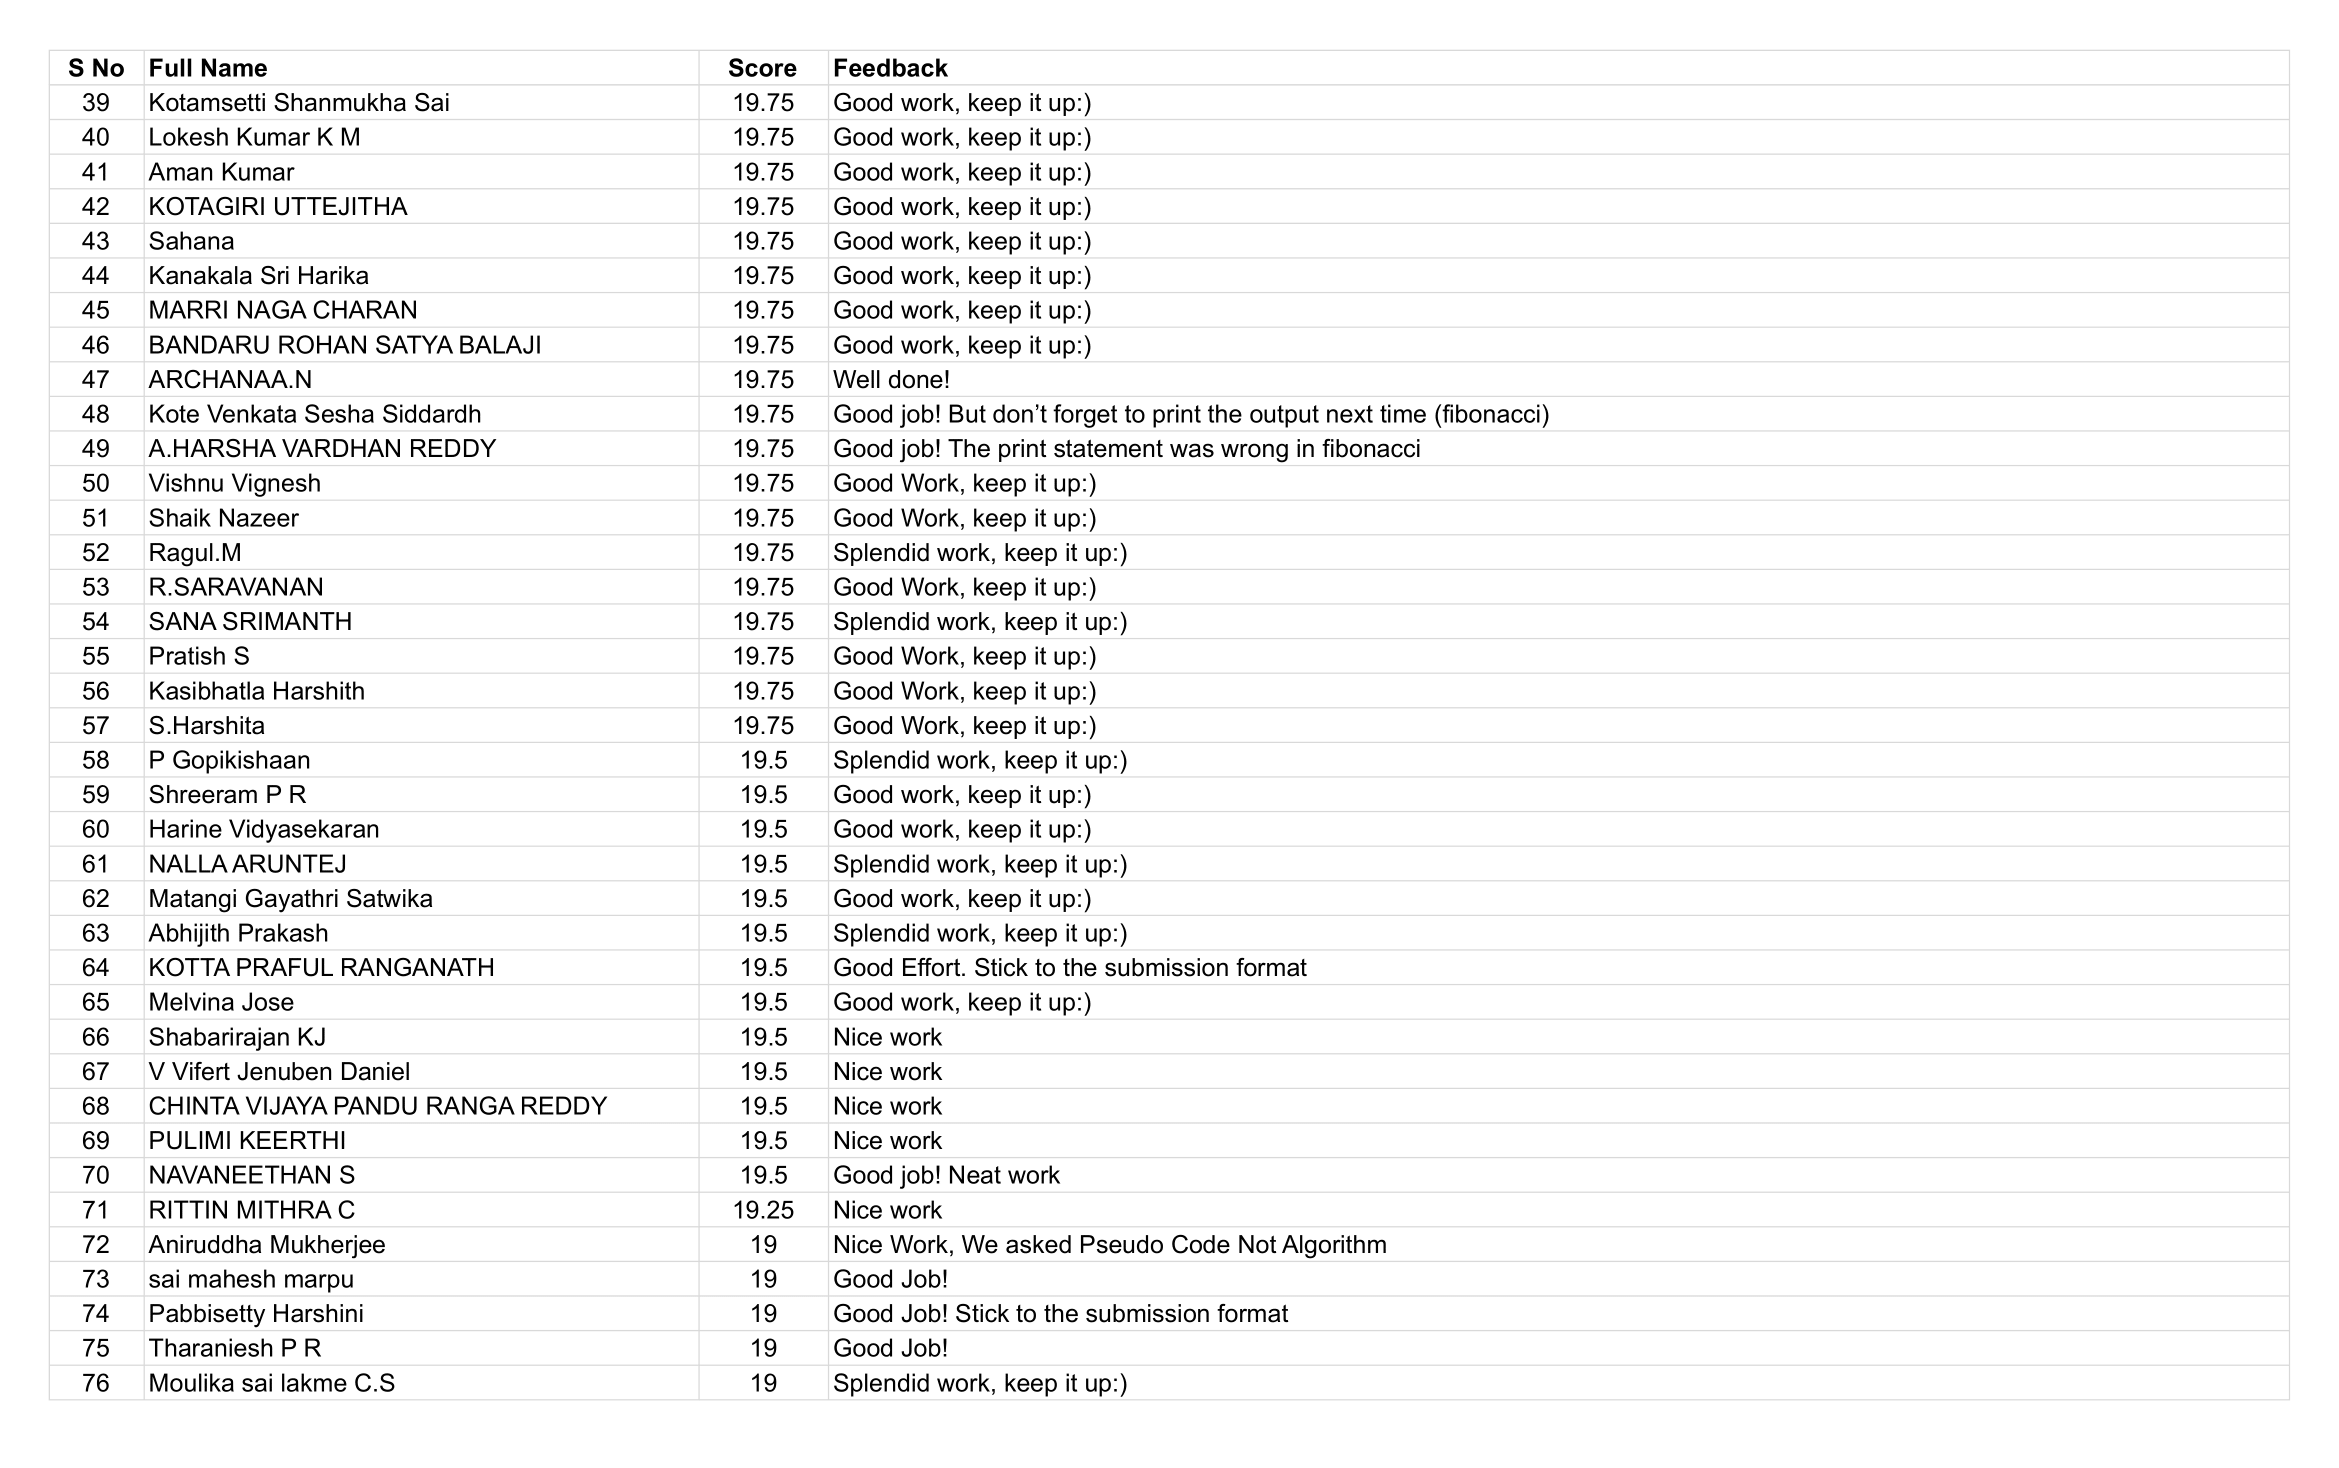 S No Full Name Score Feedback
39 Kotamsetti Shanmukha Sai 19.75 Good work, keep it up:)
40 Lokesh Kumar K M 19.75 Good work, keep it up:)
41 Aman Kumar 19.75 Good work, keep it up:)
42 KOTAGIRI UTTEJITHA 19.75 Good work, keep it up:)
43 Sahana 19.75 Good work, keep it up:)
44 Kanakala Sri Harika 19.75 Good work, keep it up:)
45 MARRI NAGA CHARAN 19.75 Good work, keep it up:)
46 BANDARU ROHAN SATYA BALAJI 19.75 Good work, keep it up:)
47 ARCHANAA.N 19.75 Well done!
48 Kote Venkata Sesha Siddardh 19.75 Good job! But don’t forget to print the output next time (fibonacci)
49 A.HARSHA VARDHAN REDDY 19.75 Good job! The print statement was wrong in fibonacci
50 Vishnu Vignesh 19.75 Good Work, keep it up:)
51 Shaik Nazeer 19.75 Good Work, keep it up:)
52 Ragul.M 19.75 Splendid work, keep it up:)
53 R.SARAVANAN 19.75 Good Work, keep it up:)
54 SANA SRIMANTH 19.75 Splendid work, keep it up:)
55 Pratish S 19.75 Good Work, keep it up:)
56 Kasibhatla Harshith 19.75 Good Work, keep it up:)
57 S.Harshita 19.75 Good Work, keep it up:)
58 P Gopikishaan 19.5 Splendid work, keep it up:)
59 Shreeram P R 19.5 Good work, keep it up:)
60 Harine Vidyasekaran 19.5 Good work, keep it up:)
61 NALLA ARUNTEJ 19.5 Splendid work, keep it up:)
62 Matangi Gayathri Satwika 19.5 Good work, keep it up:)
63 Abhijith Prakash 19.5 Splendid work, keep it up:)
64 KOTTA PRAFUL RANGANATH 19.5 Good Effort. Stick to the submission format
65 Melvina Jose 19.5 Good work, keep it up:)
66 Shabarirajan KJ 19.5 Nice work
67 V Vifert Jenuben Daniel 19.5 Nice work
68 CHINTA VIJAYA PANDU RANGA REDDY 19.5 Nice work
69 PULIMI KEERTHI 19.5 Nice work
70 NAVANEETHAN S 19.5 Good job! Neat work
71 RITTIN MITHRA C 19.25 Nice work
72 Aniruddha Mukherjee 19 Nice Work, We asked Pseudo Code Not Algorithm
73 sai mahesh marpu 19 Good Job!
74 Pabbisetty Harshini 19 Good Job! Stick to the submission format
75 Tharaniesh P R 19 Good Job!
76 Moulika sai lakme C.S 19 Splendid work, keep it up:)